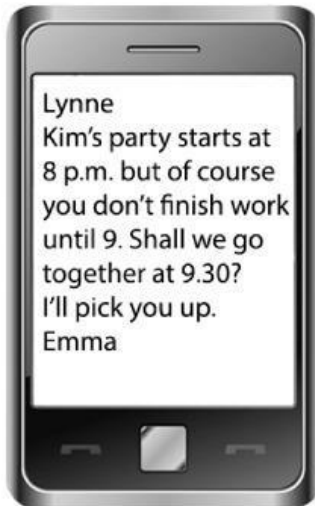 Lynne
Kim's party starts at
8 p.m. but of course
you don't finish work
until 9. Shall we go
together at 9.30?
I'll pick you up.
Emma